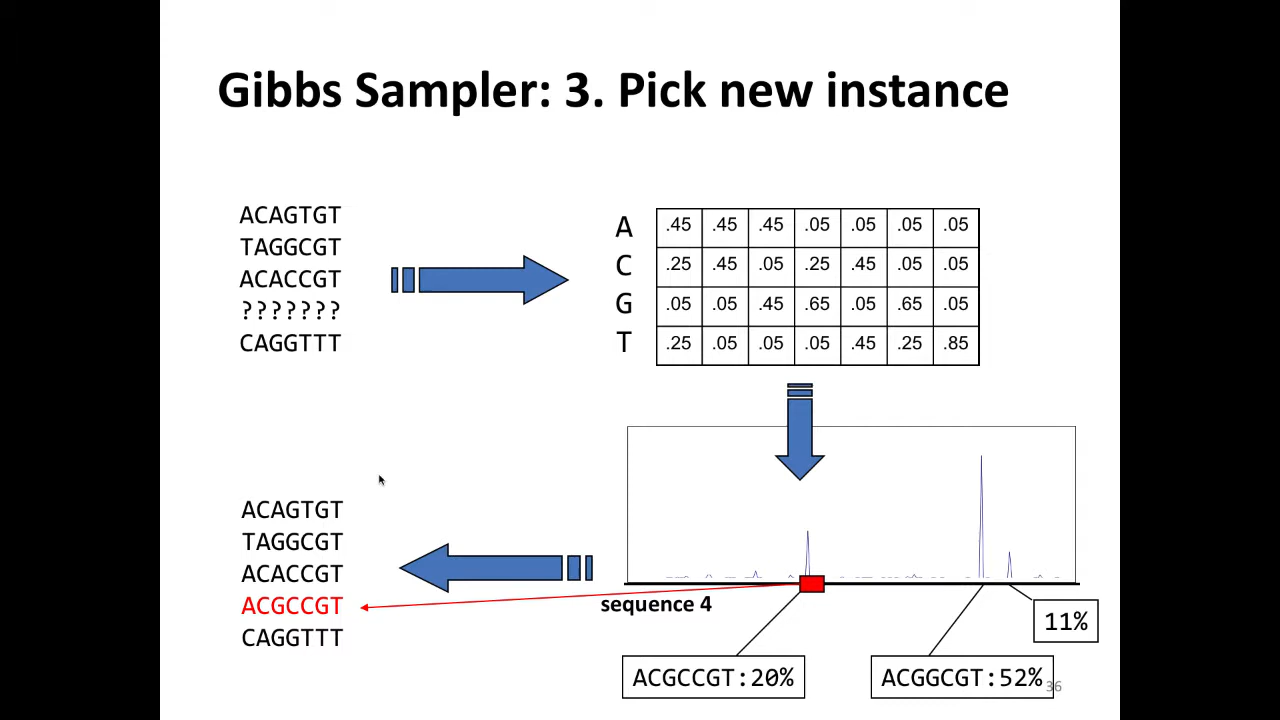 Gibbs Sampler: 3. Pick new instance
ACAGTGT
TAGGCGT
ACACCGT
???????
CAGGTTT
A .45 .45 .45 .05 .05 .05 .05
C .25 .45 .05 .25 .45 .05 .05
G .05 .05 .45 .65 .05 .65 .05
T .25 .05 .05 .05 .45 .25 .85
ACAGTGT
TAGGCGT
ACACCGT
ACGCCGT
CAGGTTT
sequence 4
11%
ACGCCGT:20%
ACGGCGT:52%
36